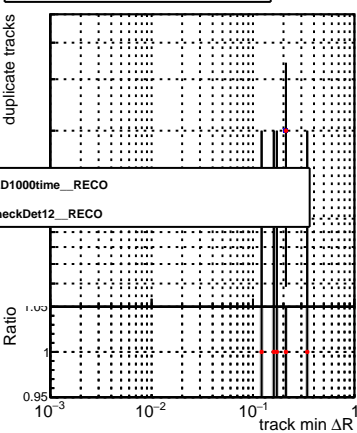 duplicate tracks
D1000time__RECO
eckDet12__RECO
Ratio
1.05
1
0.95
10⁻³ 10⁻² 10⁻¹ 1
track min ΔR